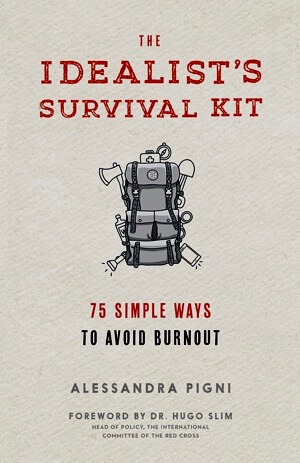 THE
IDEALIST'S
SURVIVAL KIT
75 SIMPLE WAYS
TO AVOID BURNOUT
ALESSANDRA PIGNI
FOREWORD BY DR. HUGO SLIM
HEAD OF POLICY, THE INTERNATIONAL
COMMITTEE OF THE RED CROSS